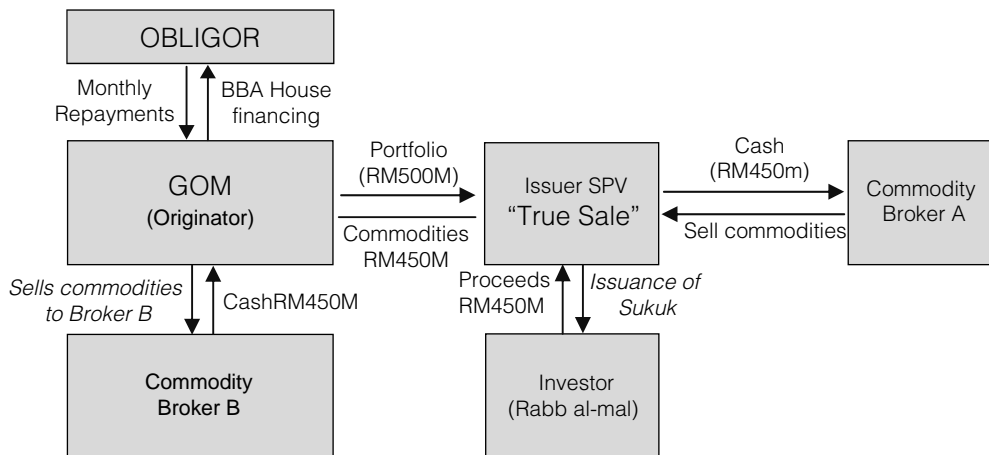 OBLIGOR
Monthly
Repayments
BBA House
financing
GOM
(Originator)
Portfolio
(RM500M)
Commodities
RM450M
Issuer SPV
“True Sale”
Cash
(RM450m)
Sell commodities
Commodity
Broker A
Sells commodities
to Broker B
CashRM450M
Proceeds
RM450M
Issuance of
Sukuk
Commodity
Broker B
Investor
(Rabb al-mal)